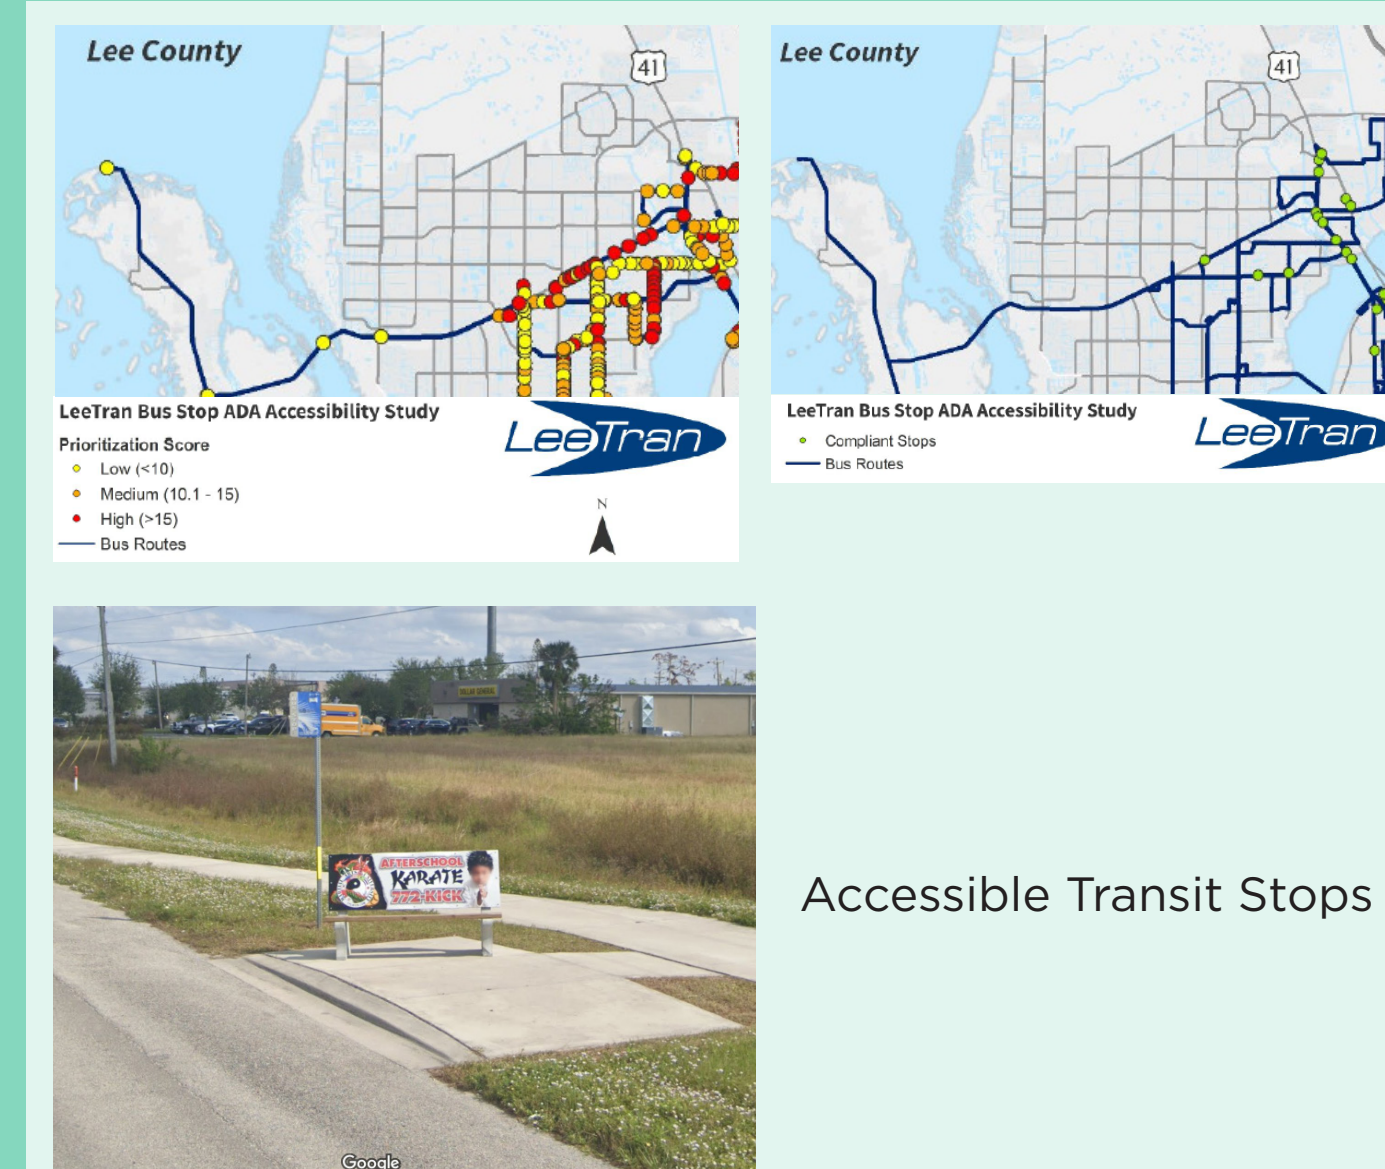 Lee County
41
LeeTran Bus Stop ADA Accessibility Study
Prioritization Score
Low (<10)
Medium (10.1 - 15)
High (>15)
Bus Routes
LeeTran
N
Lee County
41
LeeTran Bus Stop ADA Accessibility Study
Compliant Stops
Bus Routes
LeeTran
DOLLAR GENERAL
AFTERSCHOOL
KARATE
772-KICK
Google
Accessible Transit Stops